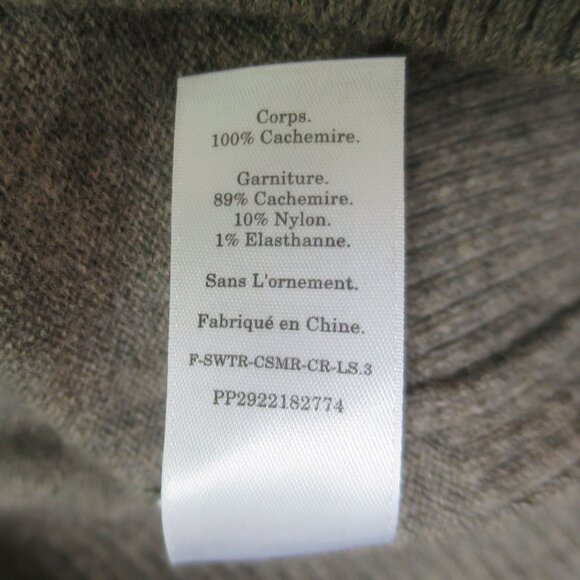 Corps.
100% Cachemire.
Garniture.
89% Cachemire.
10% Nylon.
1% Elasthanne.
Sans L'ornement.
Fabriqué en Chine.
F-SWTR-CSMR-CR-LS.3
PP2922182774